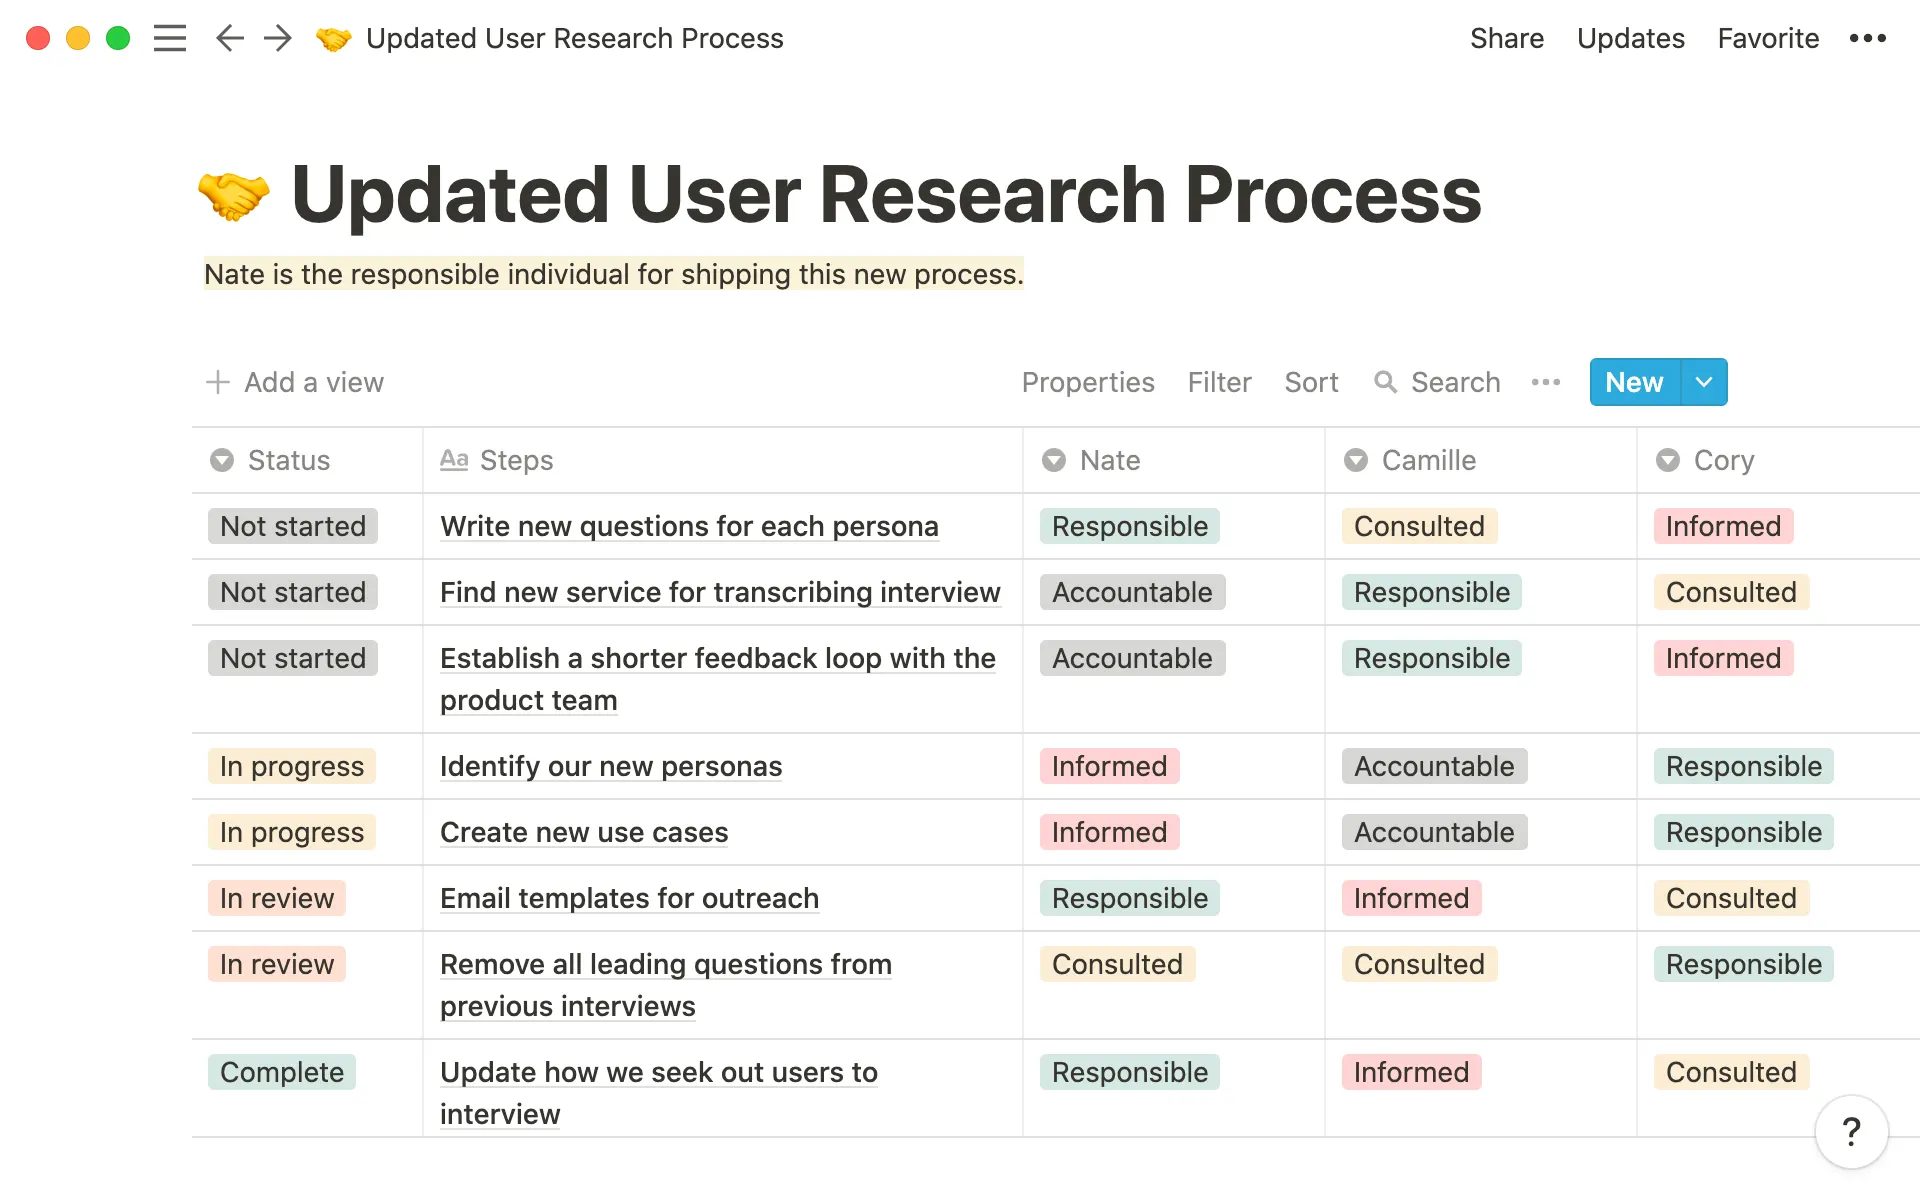 Updated User Research Process
Share Updates Favorite •••
Updated User Research Process
Nate is the responsible individual for shipping this new process.
+ Add a view
Properties Filter Sort Search ••• New
Status Aa Steps Nate Camille Cory
Not started Write new questions for each persona Responsible Consulted Informed
Not started Find new service for transcribing interview Accountable Responsible Consulted
Not started Establish a shorter feedback loop with the Accountable Responsible Informed
product team
In progress Identify our new personas Informed Accountable Responsible
In progress Create new use cases Informed Accountable Responsible
In review Email templates for outreach Responsible Informed Consulted
In review Remove all leading questions from Consulted Consulted Responsible
previous interviews
Complete Update how we seek out users to Responsible Informed Consulted
interview
?